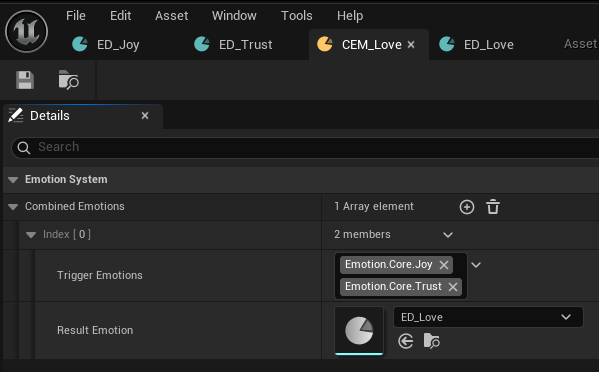 File Edit Asset Window Tools Help
ED_Joy ED_Trust CEM_Love ED_Love Asset
Details
Search
Emotion System
Combined Emotions 1 Array element
Index [ 0 ] 2 members
Trigger Emotions Emotion.Core.Joy
Emotion.Core.Trust
Result Emotion ED_Love